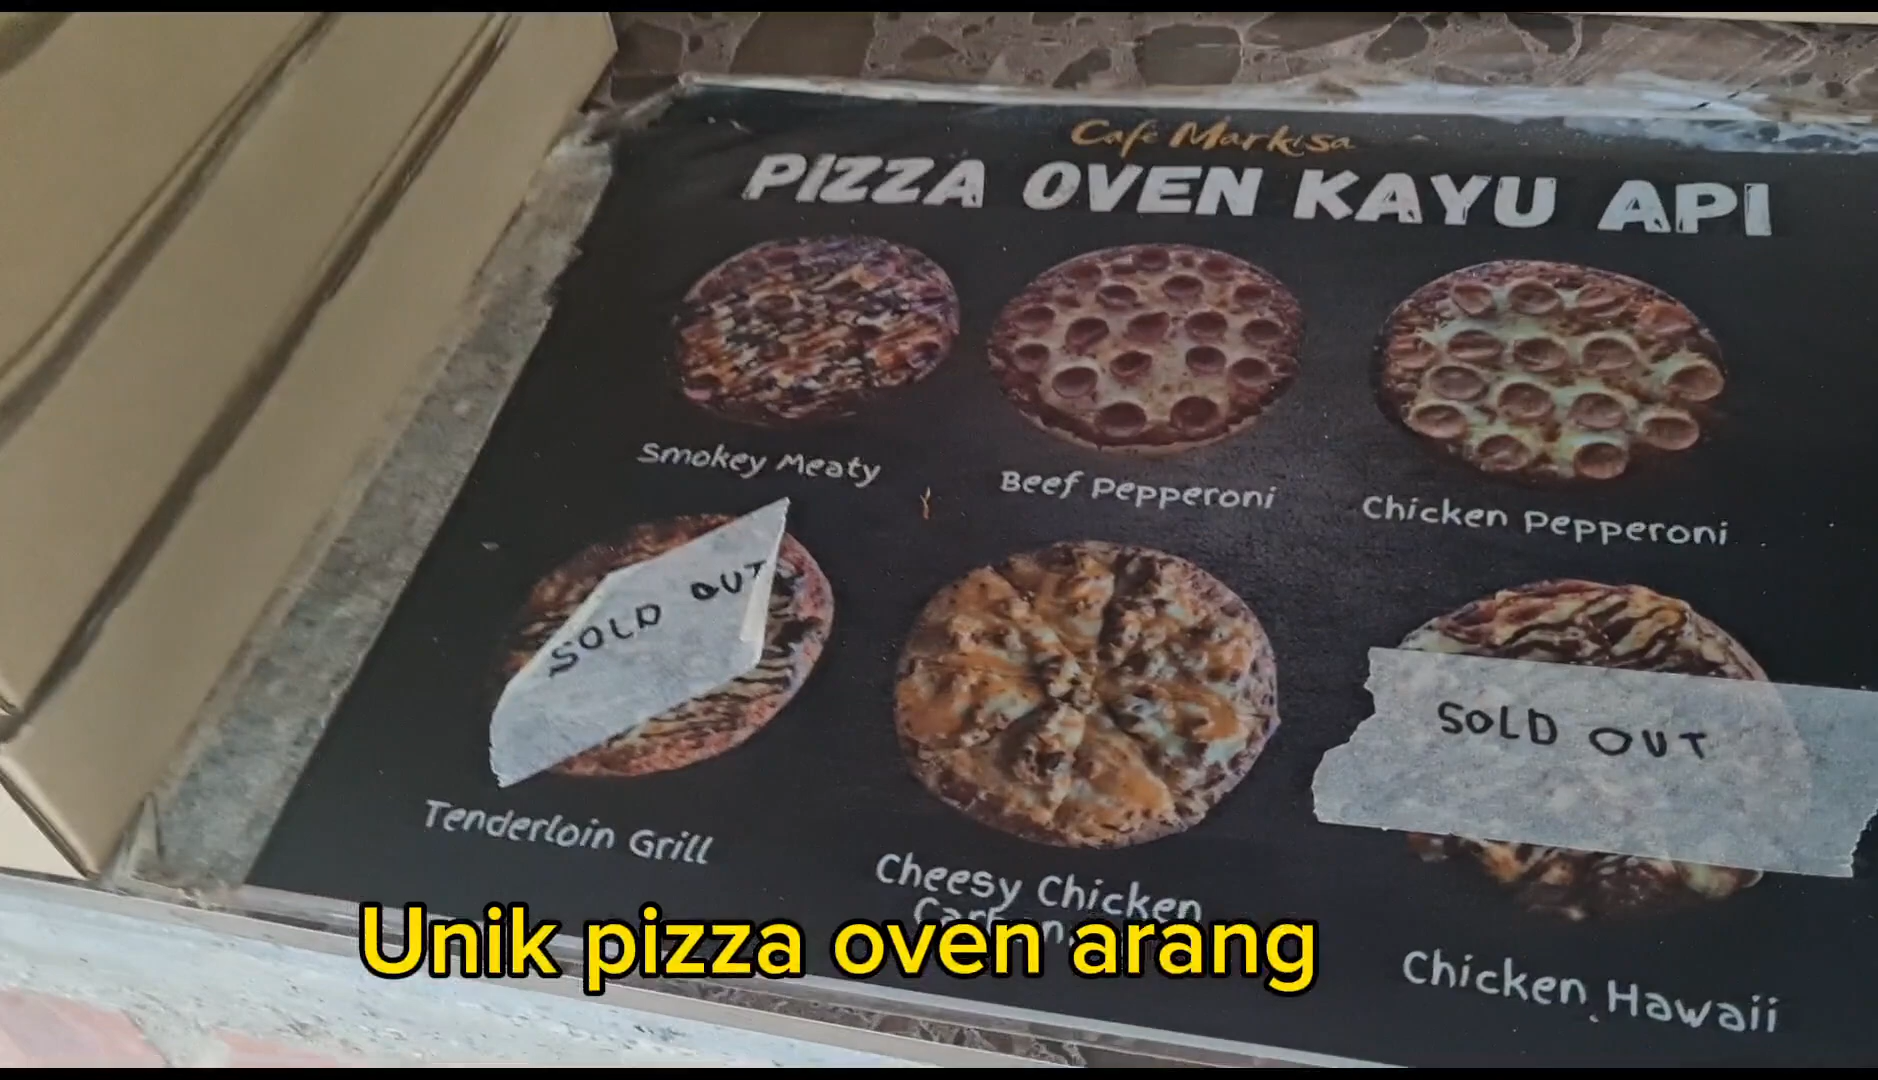 Café Markisa
PIZZA OVEN KAYU API
Smokey Meaty
Beef Pepperoni
Chicken Pepperoni
SOLD OUT
SOLD OUT
Tenderloin Grill
Cheesy Chicken
Chicken Hawaii
Unik pizza oven arang